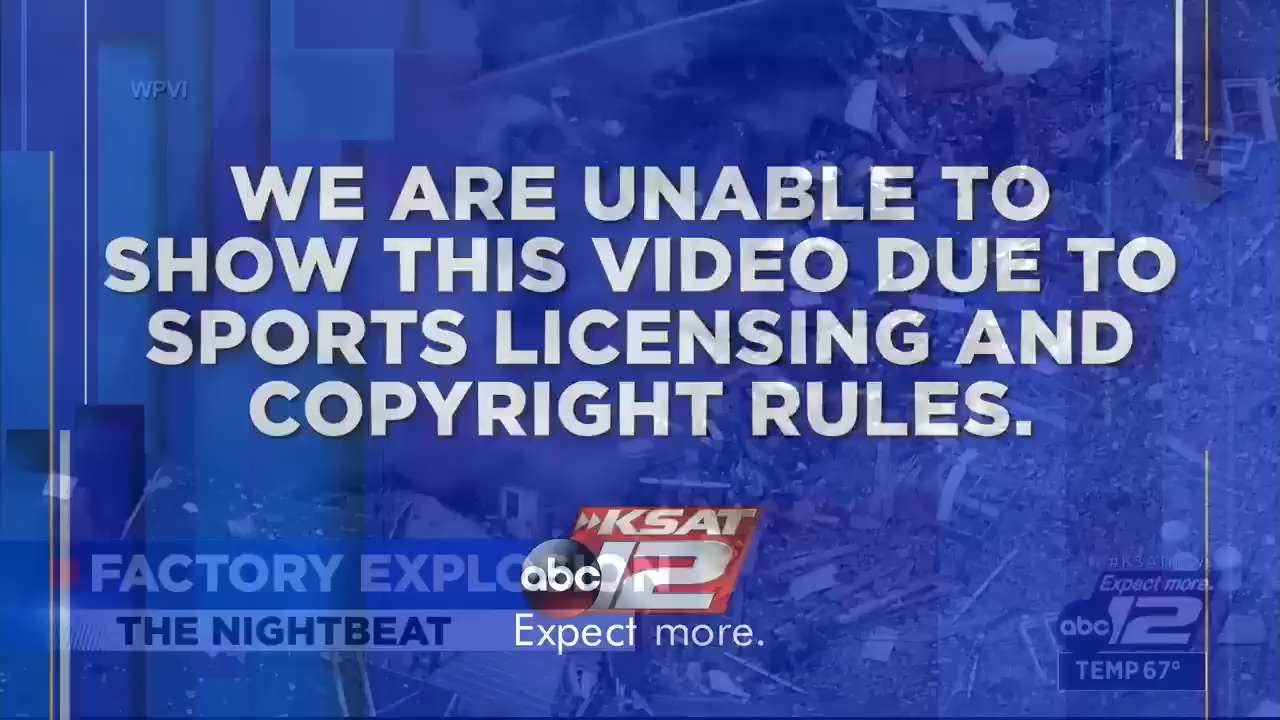 WPVI
WE ARE UNABLE TO
SHOW THIS VIDEO DUE TO
SPORTS LICENSING AND
COPYRIGHT RULES.
KSAT
abc 12
FACTORY EXPLOSION
THE NIGHTBEAT
Expect more.
Expect more.
abc 12
TEMP 67°